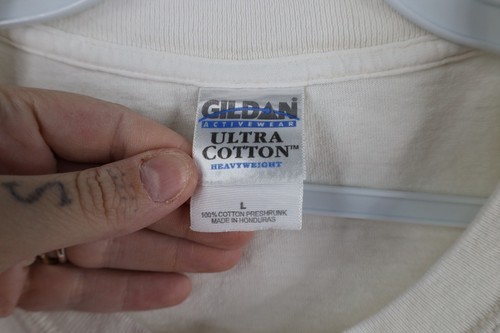 GILDAN
ACTIVEWEAR
ULTRA
COTTON™
HEAVYWEIGHT
L
100% COTTON PRESHRUNK
MADE IN HONDURAS